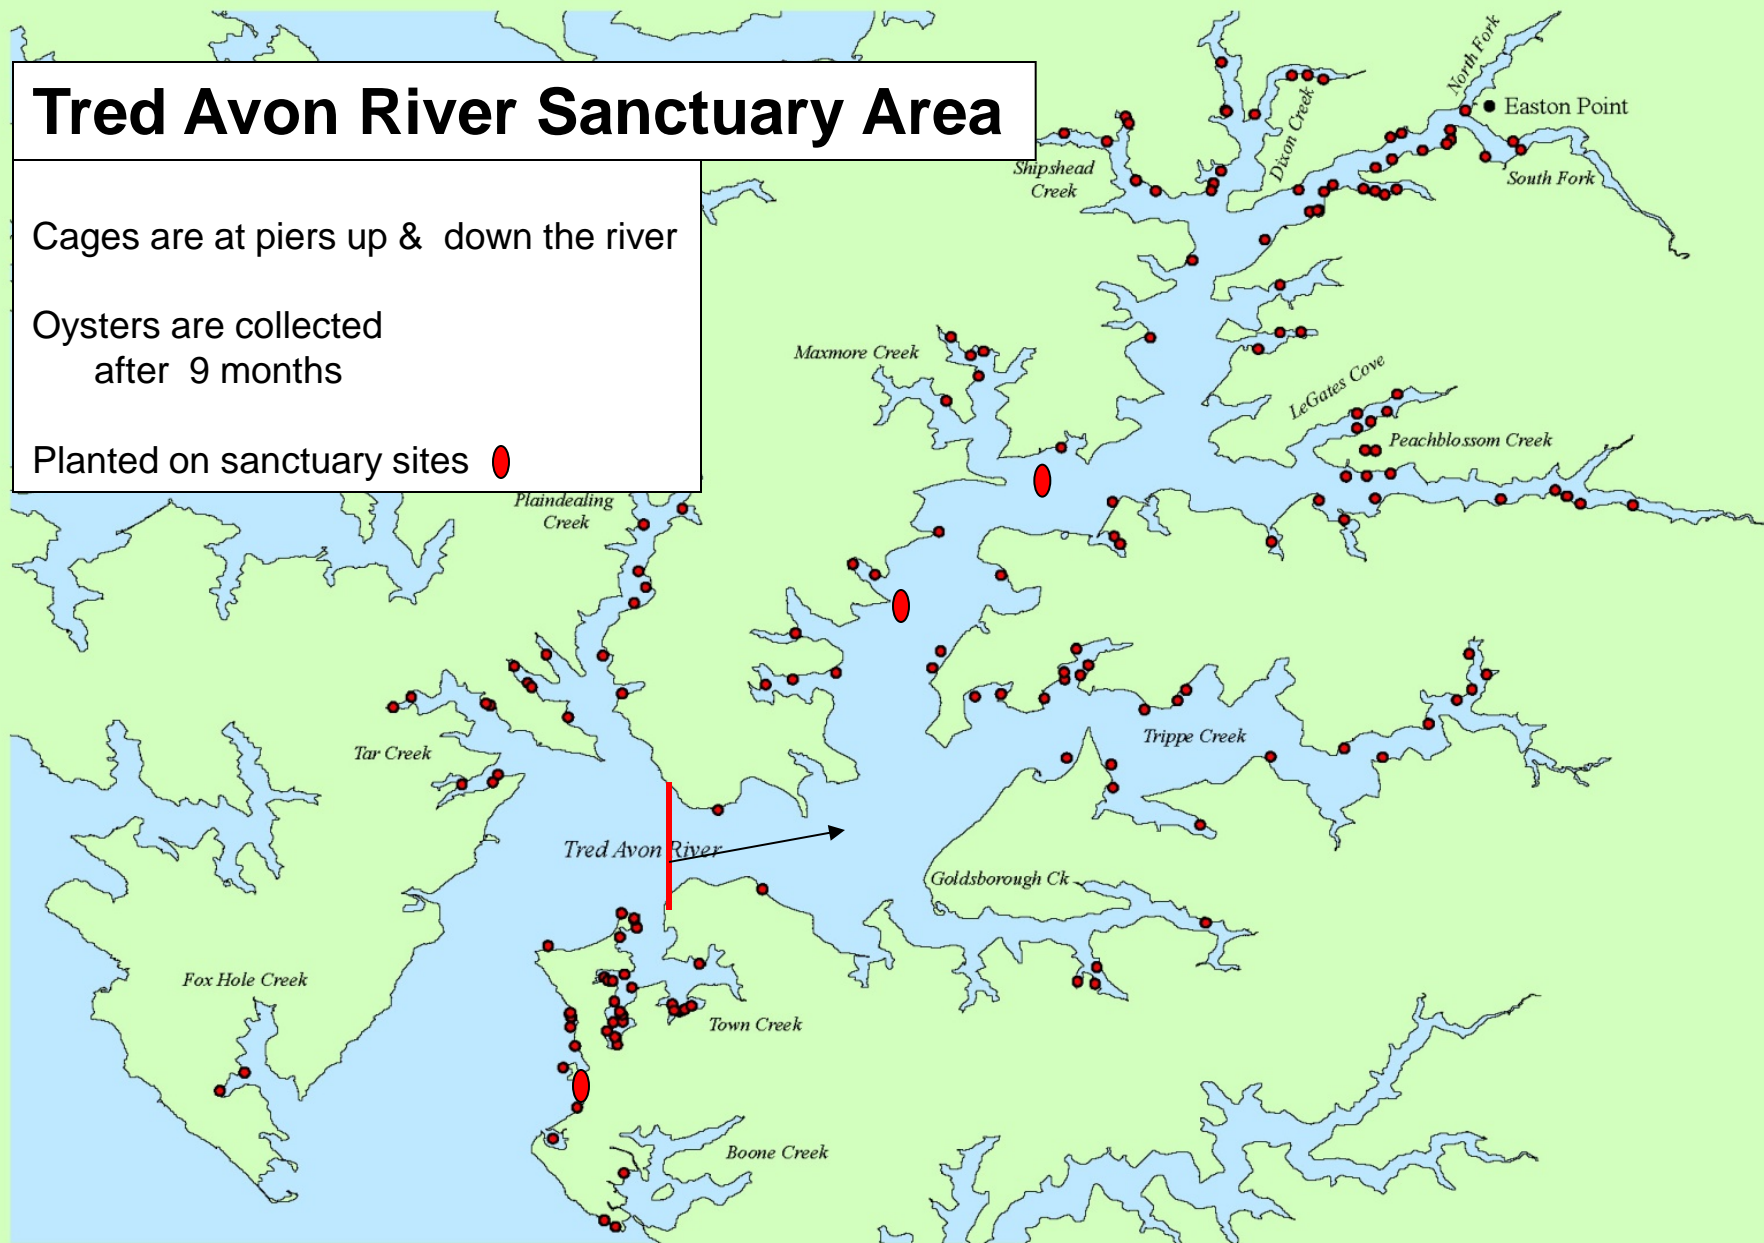 Tred Avon River Sanctuary Area
Cages are at piers up & down the river
Oysters are collected
after 9 months
Planted on sanctuary sites
North Fork
Easton Point
Dixon Creek
Shipshead
Creek
South Fork
Maxmore Creek
LeGates Cove
Peachblossom Creek
Plaindealing
Creek
Trippe Creek
Tar Creek
Tred Avon River
Goldsborough Ck
Fox Hole Creek
Town Creek
Boone Creek